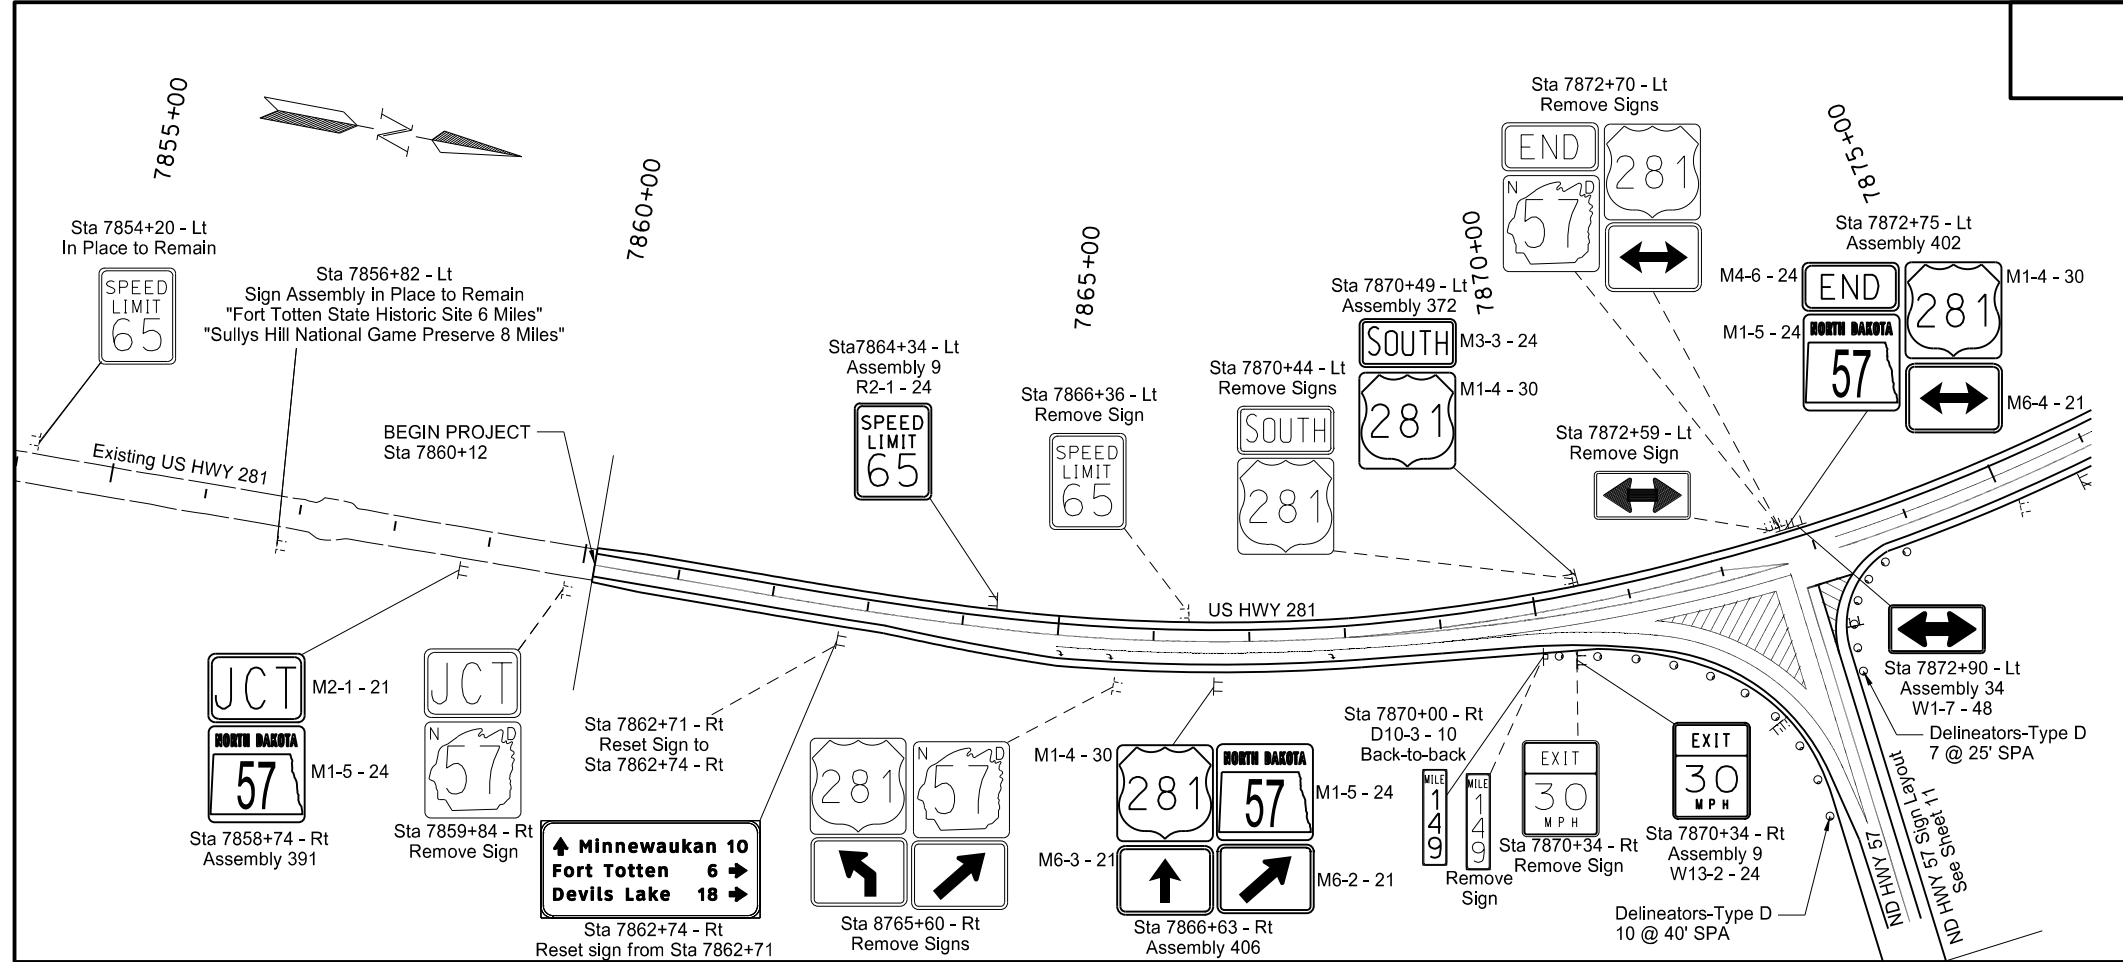 7855+00
N
7860+00
7865+00
7870+00
7875+00
Sta 7854+20 - Lt
In Place to Remain
SPEED
LIMIT
65
Sta 7856+82 - Lt
Sign Assembly in Place to Remain
"Fort Totten State Historic Site 6 Miles"
"Sullys Hill National Game Preserve 8 Miles"
Existing US HWY 281
BEGIN PROJECT
Sta 7860+12
Sta7864+34 - Lt
Assembly 9
R2-1 - 24
SPEED
LIMIT
65
Sta 7866+36 - Lt
Remove Sign
SPEED
LIMIT
65
Sta 7870+44 - Lt
Remove Signs
SOUTH
281
Sta 7870+49 - Lt
Assembly 372
SOUTH
M3-3 - 24
281
M1-4 - 30
Sta 7872+70 - Lt
Remove Signs
END
281
N D
57
Sta 7872+59 - Lt
Remove Sign
Sta 7872+75 - Lt
Assembly 402
M4-6 - 24
END
281
M1-4 - 30
M1-5 - 24
NORTH DAKOTA
57
M6-4 - 21
US HWY 281
JCT
M2-1 - 21
NORTH DAKOTA
57
M1-5 - 24
Sta 7858+74 - Rt
Assembly 391
JCT
N D
57
Sta 7859+84 - Rt
Remove Sign
Sta 7862+71 - Rt
Reset Sign to
Sta 7862+74 - Rt
Minnewaukan 10
Fort Totten 6
Devils Lake 18
Sta 7862+74 - Rt
Reset sign from Sta 7862+71
281
N D
57
Sta 8765+60 - Rt
Remove Signs
M1-4 - 30
281
NORTH DAKOTA
57
M1-5 - 24
M6-3 - 21
M6-2 - 21
Sta 7866+63 - Rt
Assembly 406
Sta 7870+00 - Rt
D10-3 - 10
Back-to-back
MILE
1
4
9
MILE
1
4
9
Remove
Sign
EXIT
30
MPH
Sta 7870+34 - Rt
Remove Sign
EXIT
30
MPH
Sta 7870+34 - Rt
Assembly 9
W13-2 - 24
Sta 7872+90 - Lt
Assembly 34
W1-7 - 48
Delineators-Type D
7 @ 25' SPA
Delineators-Type D
10 @ 40' SPA
ND HWY 57
ND HWY 57 Sign Layout
See Sheet 11